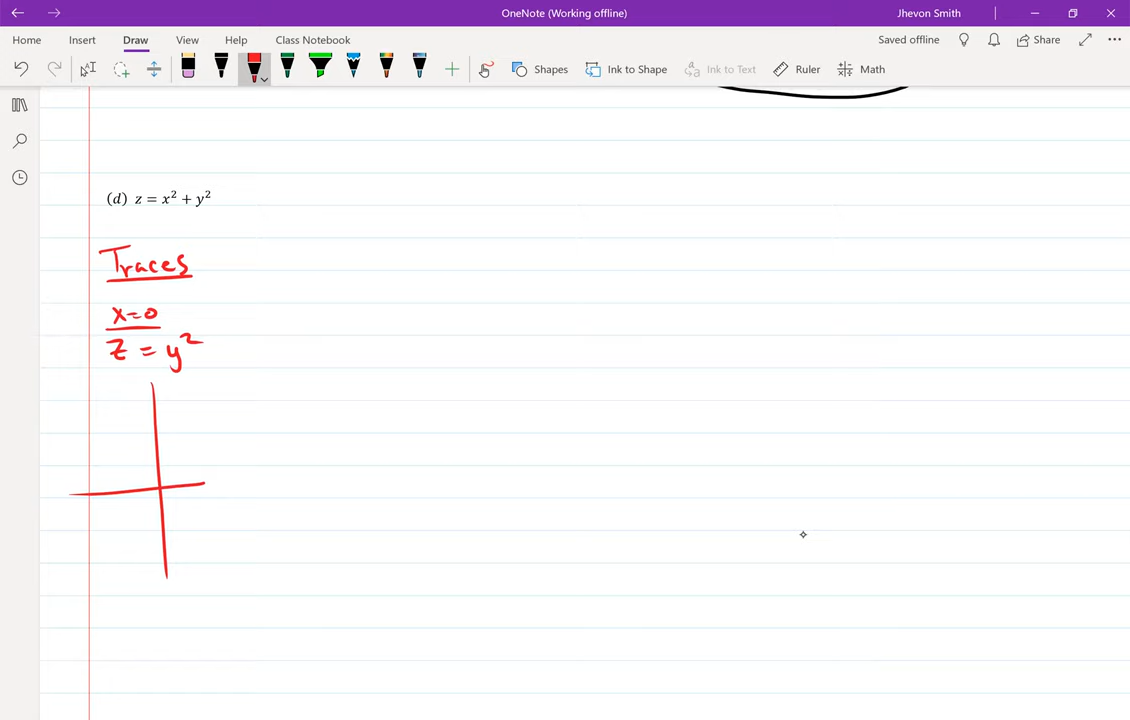 OneNote (Working offline)
Jhevon Smith
Home Insert Draw View Help Class Notebook
Saved offline
Share
Shapes
Ink to Shape
Ink to Text
Ruler
Math
(d) z = x² + y²
Traces
x=0
z = y²